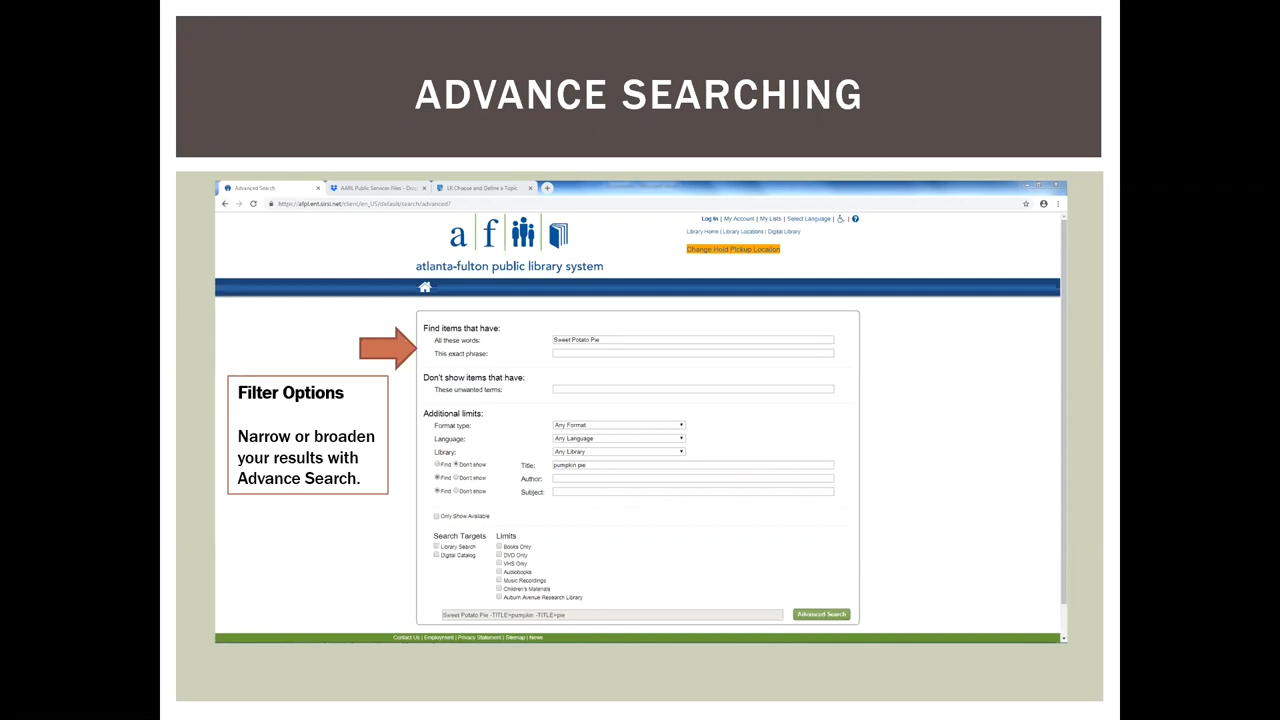 ADVANCE SEARCHING
Advanced Search
AARL Public Services Files - Drop
LK Choose and Define a Topic
https://afpl.ent.sirsi.net/client/en_US/default/search/advanced?
Log In | My Account | My Lists | Select Language | |
Library Home | Library Locations | Digital Library
Change Hold Pickup Location
a f
atlanta-fulton public library system
Find items that have:
All these words: Sweet Potato Pie
This exact phrase:
Don't show items that have:
These unwanted terms:
Additional limits:
Format type: Any Format
Language: Any Language
Library: Any Library
Find Don't show Title: pumpkin pie
Find Don't show Author:
Find Don't show Subject:
Only Show Available
Search Targets Limits
Library Search Books Only
Digital Catalog DVD Only
VHS Only
Audiobooks
Music Recordings
Children's Materials
Auburn Avenue Research Library
Sweet Potato Pie -TITLE=pumpkin -TITLE=pie Advanced Search
Contact Us | Employment | Privacy Statement | Sitemap | News
Filter Options
Narrow or broaden
your results with
Advance Search.